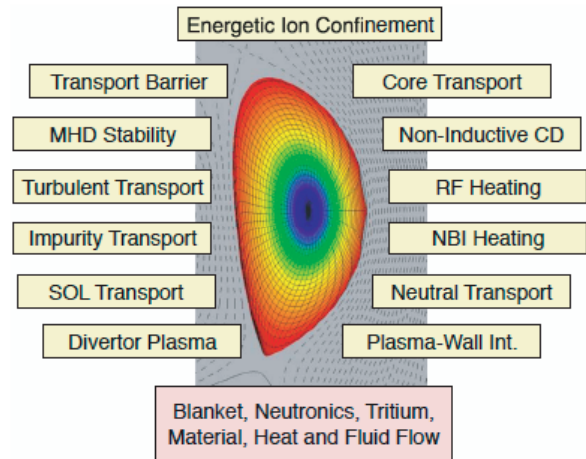 Energetic Ion Confinement
Transport Barrier
Core Transport
MHD Stability
Non-Inductive CD
Turbulent Transport
RF Heating
Impurity Transport
NBI Heating
SOL Transport
Neutral Transport
Divertor Plasma
Plasma-Wall Int.
Blanket, Neutronics, Tritium,
Material, Heat and Fluid Flow